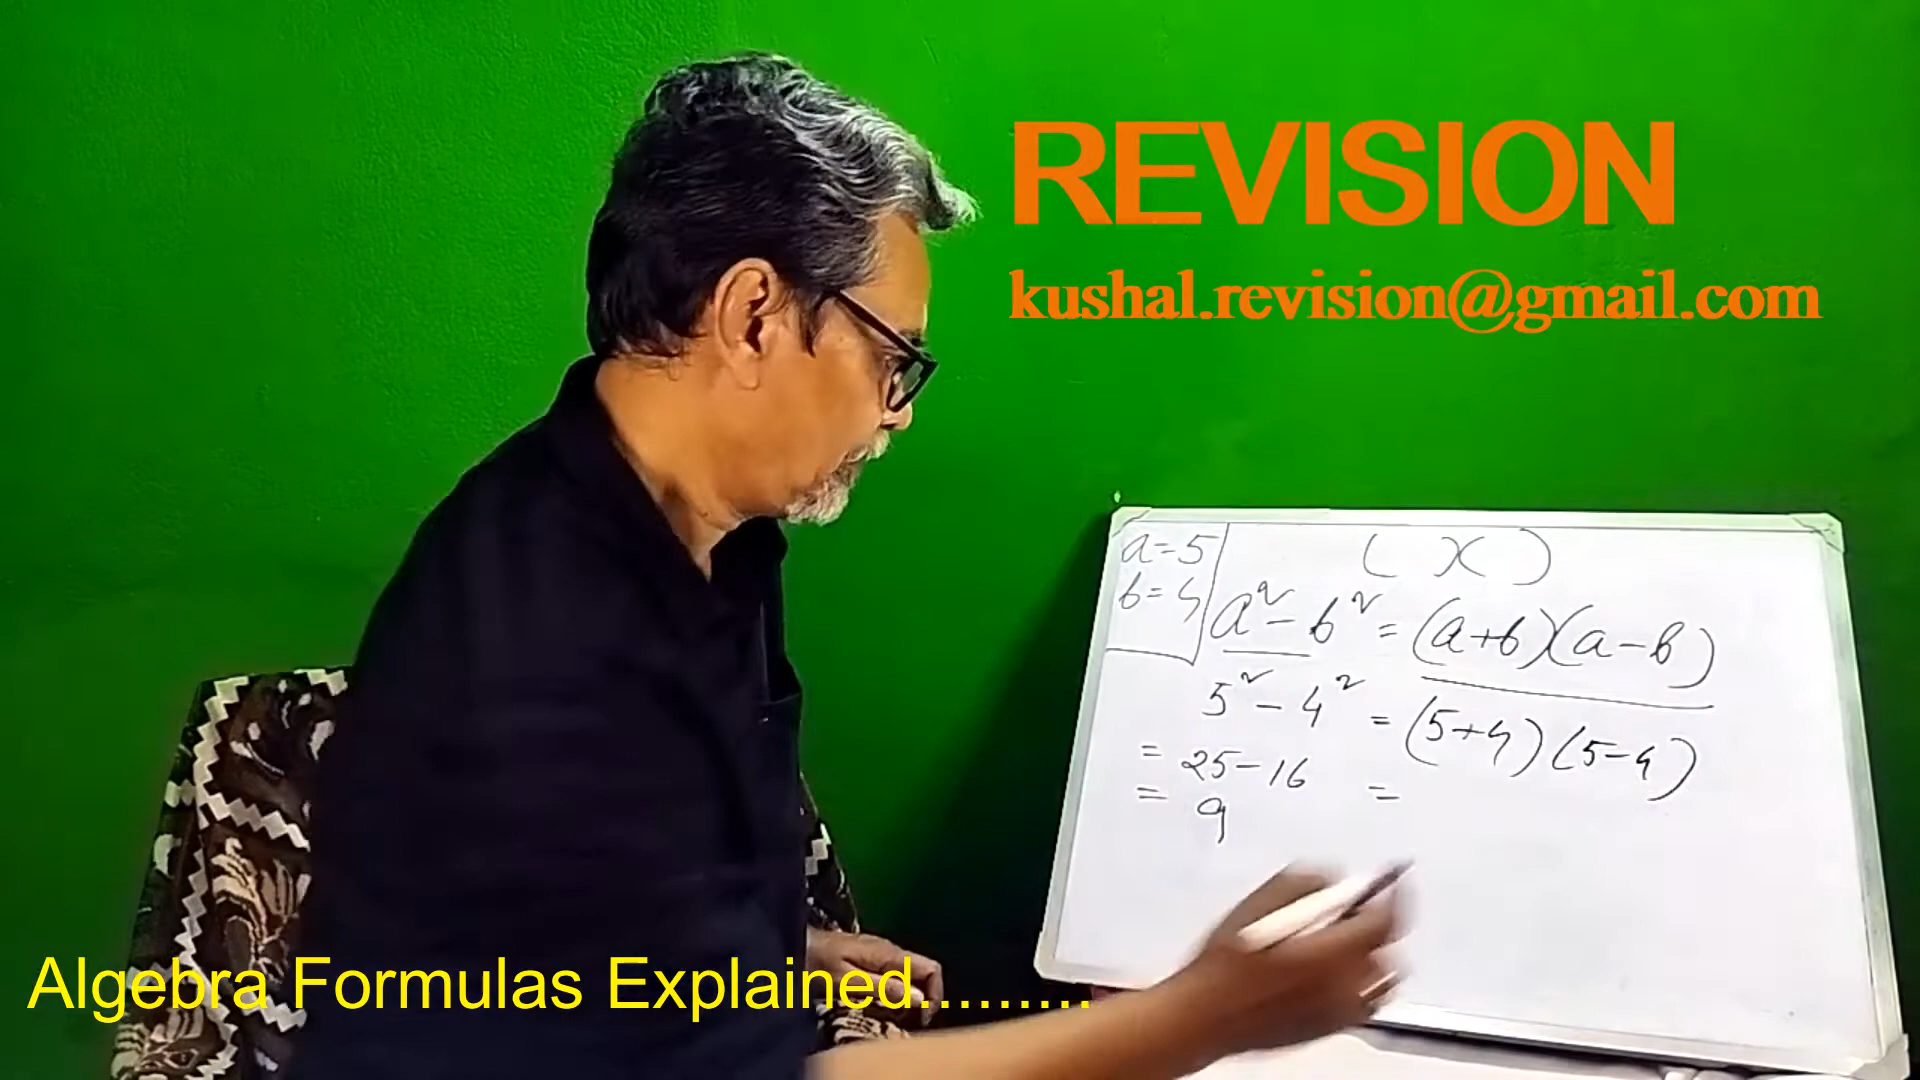 REVISION
kushal.revision@gmail.com
a=5
b=4
( )( )
a²-b²=(a+b)(a-b)
5²-4²=(5+4)(5-4)
=25-16 =
=9
Algebra Formulas Explained.........